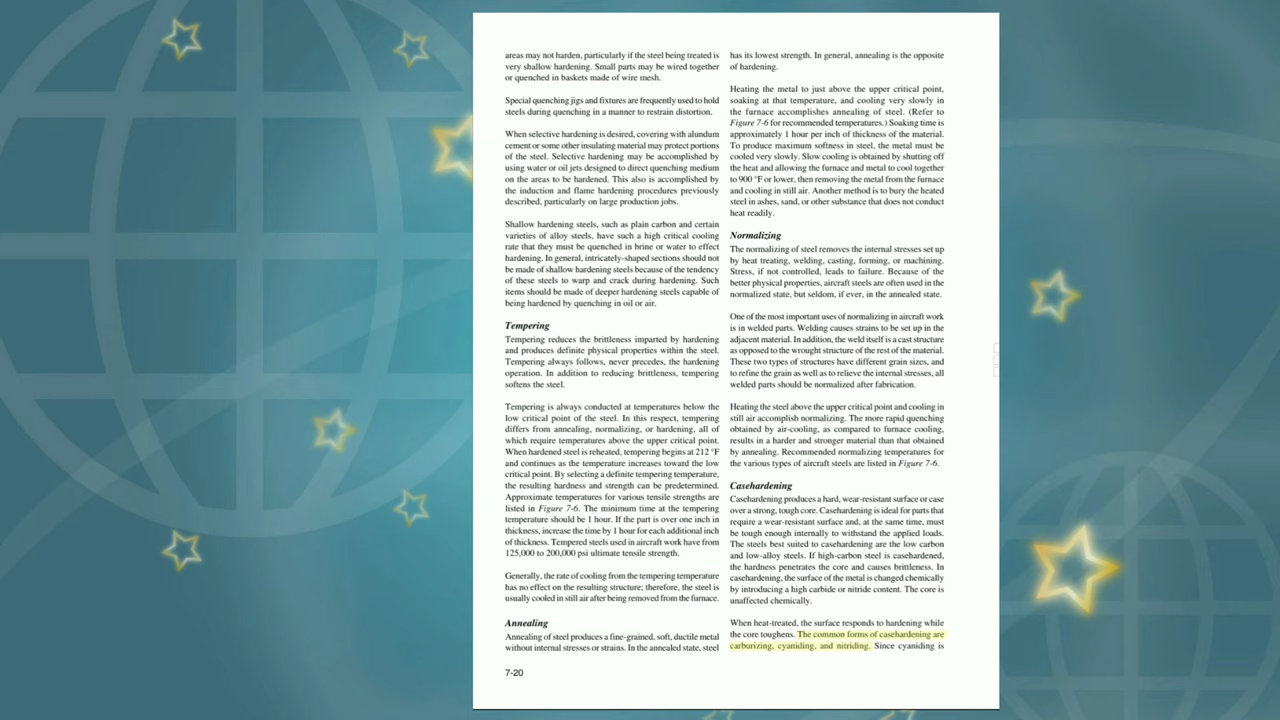 areas may not harden, particularly if the steel being treated is
very shallow hardening. Small parts may be wired together
or quenched in baskets made of wire mesh.
Special quenching jigs and fixtures are frequently used to hold
steels during quenching in a manner to restrain distortion.
When selective hardening is desired, covering with alundum
cement or some other insulating material may protect portions
of the steel. Selective hardening may be accomplished by
using water or oil jets designed to direct quenching medium
on the areas to be hardened. This also is accomplished by
the induction and flame hardening procedures previously
described, particularly on large production jobs.
Shallow hardening steels, such as plain carbon and certain
varieties of alloy steels, have such a high critical cooling
rate that they must be quenched in brine or water to effect
hardening. In general, intricately-shaped sections should not
be made of shallow hardening steels because of the tendency
of these steels to warp and crack during hardening. Such
items should be made of deeper hardening steels capable of
being hardened by quenching in oil or air.
Tempering
Tempering reduces the brittleness imparted by hardening
and produces definite physical properties within the steel.
Tempering always follows, never precedes, the hardening
operation. In addition to reducing brittleness, tempering
softens the steel.
Tempering is always conducted at temperatures below the
low critical point of the steel. In this respect, tempering
differs from annealing, normalizing, or hardening, all of
which require temperatures above the upper critical point.
When hardened steel is reheated, tempering begins at 212 °F
and continues as the temperature increases toward the low
critical point. By selecting a definite tempering temperature,
the resulting hardness and strength can be predetermined.
Approximate temperatures for various tensile strengths are
listed in Figure 7-6. The minimum time at the tempering
temperature should be 1 hour. If the part is over one inch in
thickness, increase the time by 1 hour for each additional inch
of thickness. Tempered steels used in aircraft work have from
125,000 to 200,000 psi ultimate tensile strength.
Generally, the rate of cooling from the tempering temperature
has no effect on the resulting structure; therefore, the steel is
usually cooled in still air after being removed from the furnace.
Annealing
Annealing of steel produces a fine-grained, soft, ductile metal
without internal stresses or strains. In the annealed state, steel
has its lowest strength. In general, annealing is the opposite
of hardening.
Heating the metal to just above the upper critical point,
soaking at that temperature, and cooling very slowly in
the furnace accomplishes annealing of steel. (Refer to
Figure 7-6 for recommended temperatures.) Soaking time is
approximately 1 hour per inch of thickness of the material.
To produce maximum softness in steel, the metal must be
cooled very slowly. Slow cooling is obtained by shutting off
the heat and allowing the furnace and metal to cool together
to 900 °F or lower, then removing the metal from the furnace
and cooling in still air. Another method is to bury the heated
steel in ashes, sand, or other substance that does not conduct
heat readily.
Normalizing
The normalizing of steel removes the internal stresses set up
by heat treating, welding, casting, forming, or machining.
Stress, if not controlled, leads to failure. Because of the
better physical properties, aircraft steels are often used in the
normalized state, but seldom, if ever, in the annealed state.
One of the most important uses of normalizing in aircraft work
is in welded parts. Welding causes strains to be set up in the
adjacent material. In addition, the weld itself is a cast structure
as opposed to the wrought structure of the rest of the material.
These two types of structures have different grain sizes, and
to refine the grain as well as to relieve the internal stresses, all
welded parts should be normalized after fabrication.
Heating the steel above the upper critical point and cooling in
still air accomplish normalizing. The more rapid quenching
obtained by air-cooling, as compared to furnace cooling,
results in a harder and stronger material than that obtained
by annealing. Recommended normalizing temperatures for
the various types of aircraft steels are listed in Figure 7-6.
Casehardening
Casehardening produces a hard, wear-resistant surface or case
over a strong, tough core. Casehardening is ideal for parts that
require a wear-resistant surface and, at the same time, must
be tough enough internally to withstand the applied loads.
The steels best suited to casehardening are the low carbon
and low-alloy steels. If high-carbon steel is casehardened,
the hardness penetrates the core and causes brittleness. In
casehardening, the surface of the metal is changed chemically
by introducing a high carbide or nitride content. The core is
unaffected chemically.
When heat-treated, the surface responds to hardening while
the core toughens. The common forms of casehardening are
carburizing, cyaniding, and nitriding. Since cyaniding is
7-20